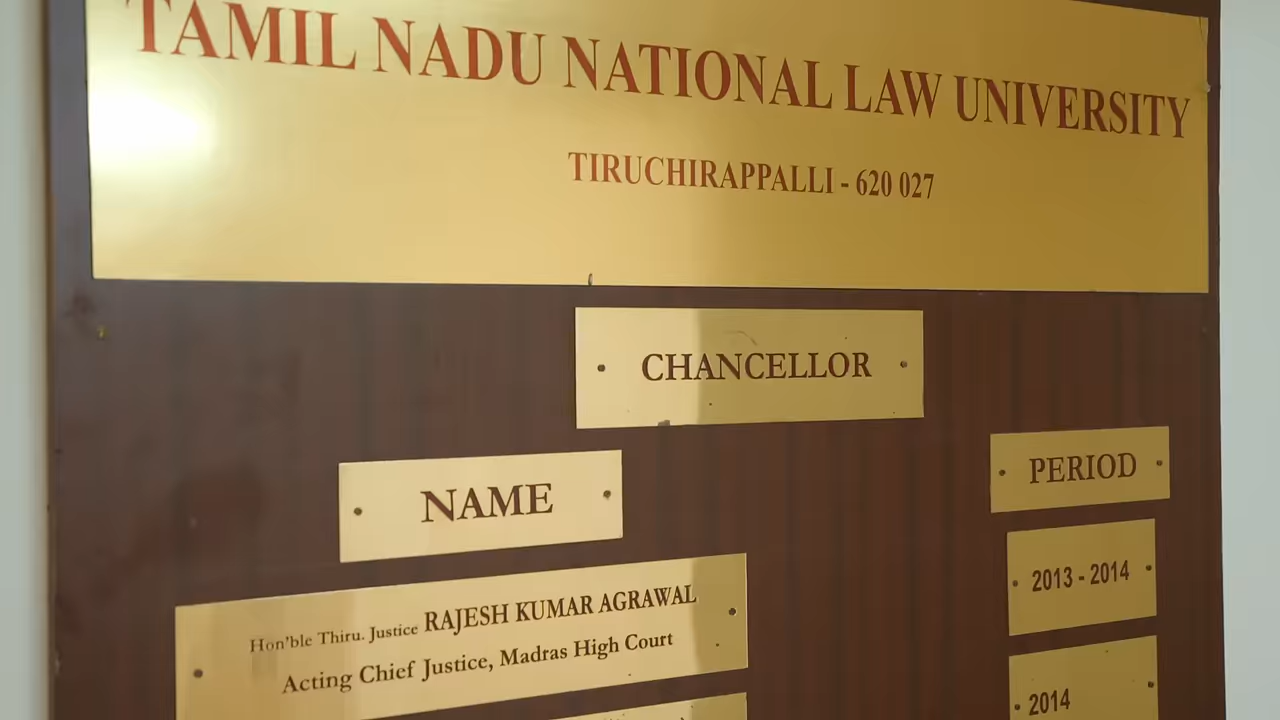 TAMIL NADU NATIONAL LAW UNIVERSITY
TIRUCHIRAPPALLI - 620 027
CHANCELLOR
NAME
PERIOD
Hon'ble Thiru. Justice RAJESH KUMAR AGRAWAL
Acting Chief Justice, Madras High Court
2013 - 2014
2014